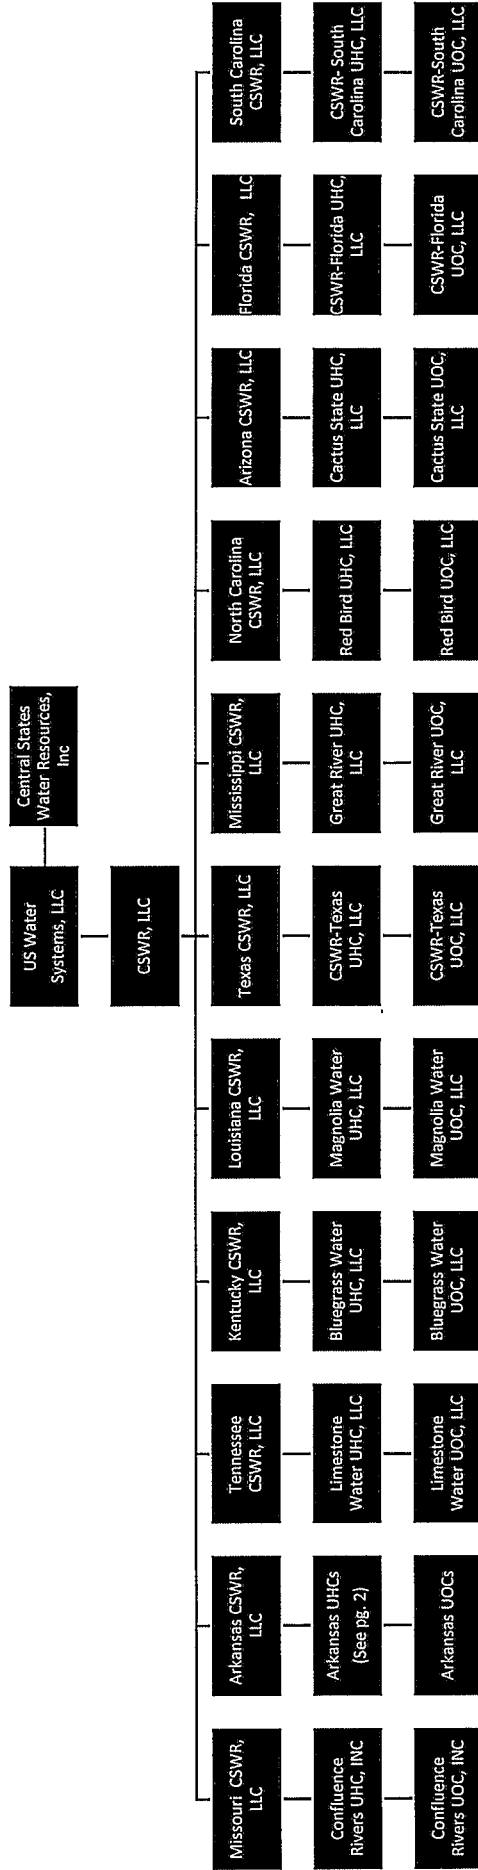 US Water
Systems, LLC
Central States
Water Resources,
Inc
CSWR, LLC
Missouri CSWR,
LLC
Arkansas CSWR,
LLC
Tennessee
CSWR, LLC
Kentucky CSWR,
LLC
Louisiana CSWR,
LLC
Texas CSWR, LLC
Mississippi CSWR,
LLC
North Carolina
CSWR, LLC
Arizona CSWR, LLC
Florida CSWR, LLC
South Carolina
CSWR, LLC
Confluence
Rivers UHC, INC
Arkansas UHCs
(See pg. 2)
Limestone
Water UHC, LLC
Bluegrass Water
UHC, LLC
Magnolia Water
UHC, LLC
CSWR-Texas
UHC, LLC
Great River UHC,
LLC
Red Bird UHC, LLC
Cactus State UHC,
LLC
CSWR-Florida UHC,
LLC
CSWR- South
Carolina UHC, LLC
Confluence
Rivers UOC, INC
Arkansas UOCs
Limestone
Water UOC, LLC
Bluegrass Water
UOC, LLC
Magnolia Water
UOC, LLC
CSWR-Texas
UOC, LLC
Great River UOC,
LLC
Red Bird UOC, LLC
Cactus State UOC,
LLC
CSWR-Florida
UOC, LLC
CSWR-South
Carolina UOC, LLC